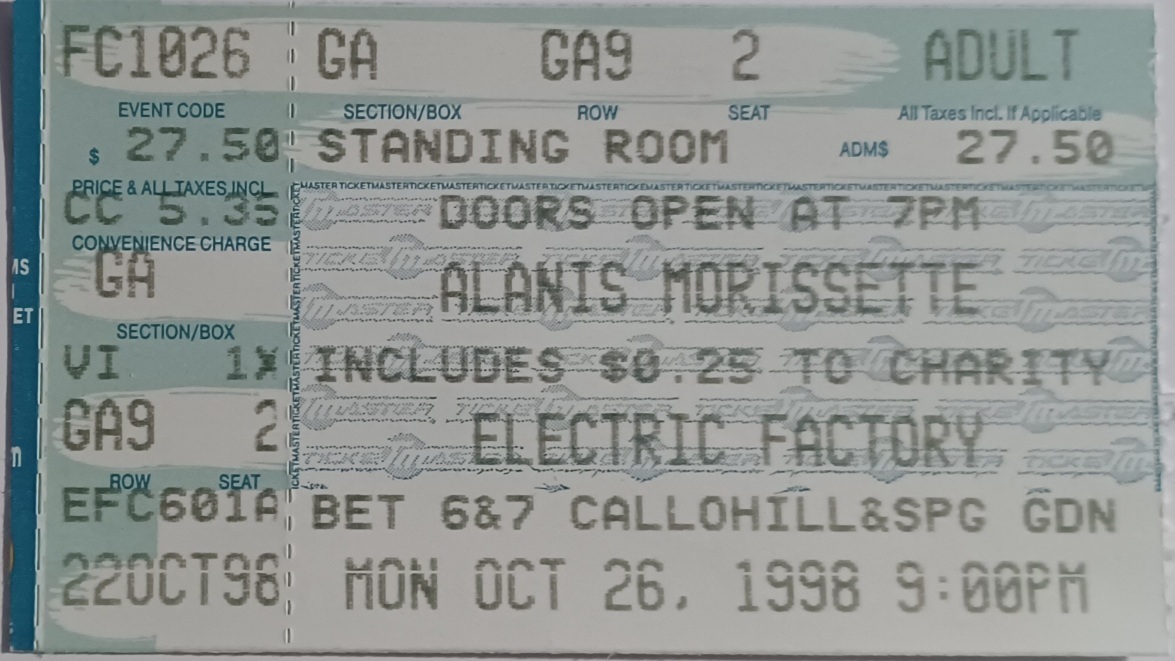 FC1026 GA GA9 2 ADULT
EVENT CODE SECTION/BOX ROW SEAT All Taxes Incl. If Applicable
$ 27.50 STANDING ROOM ADM$ 27.50
PRICE & ALL TAXES INCL
MASTERTICKETMASTERTICKETMASTERTICKETMASTERTICKETMASTERTICKETMASTERTICKETMASTER
CC 5.35 DOORS OPEN AT 7PM
CONVENIENCE CHARGE
GA ALANIS MORISSETTE
SECTION/BOX
VI 1X INCLUDES $0.25 TO CHARITY
GA9 2 ELECTRIC FACTORY
ROW SEAT
EFC601A BET 6&7 CALLOHILL&SPG GDN
22OCT98 MON OCT 26, 1998 9:00PM
MS
ET